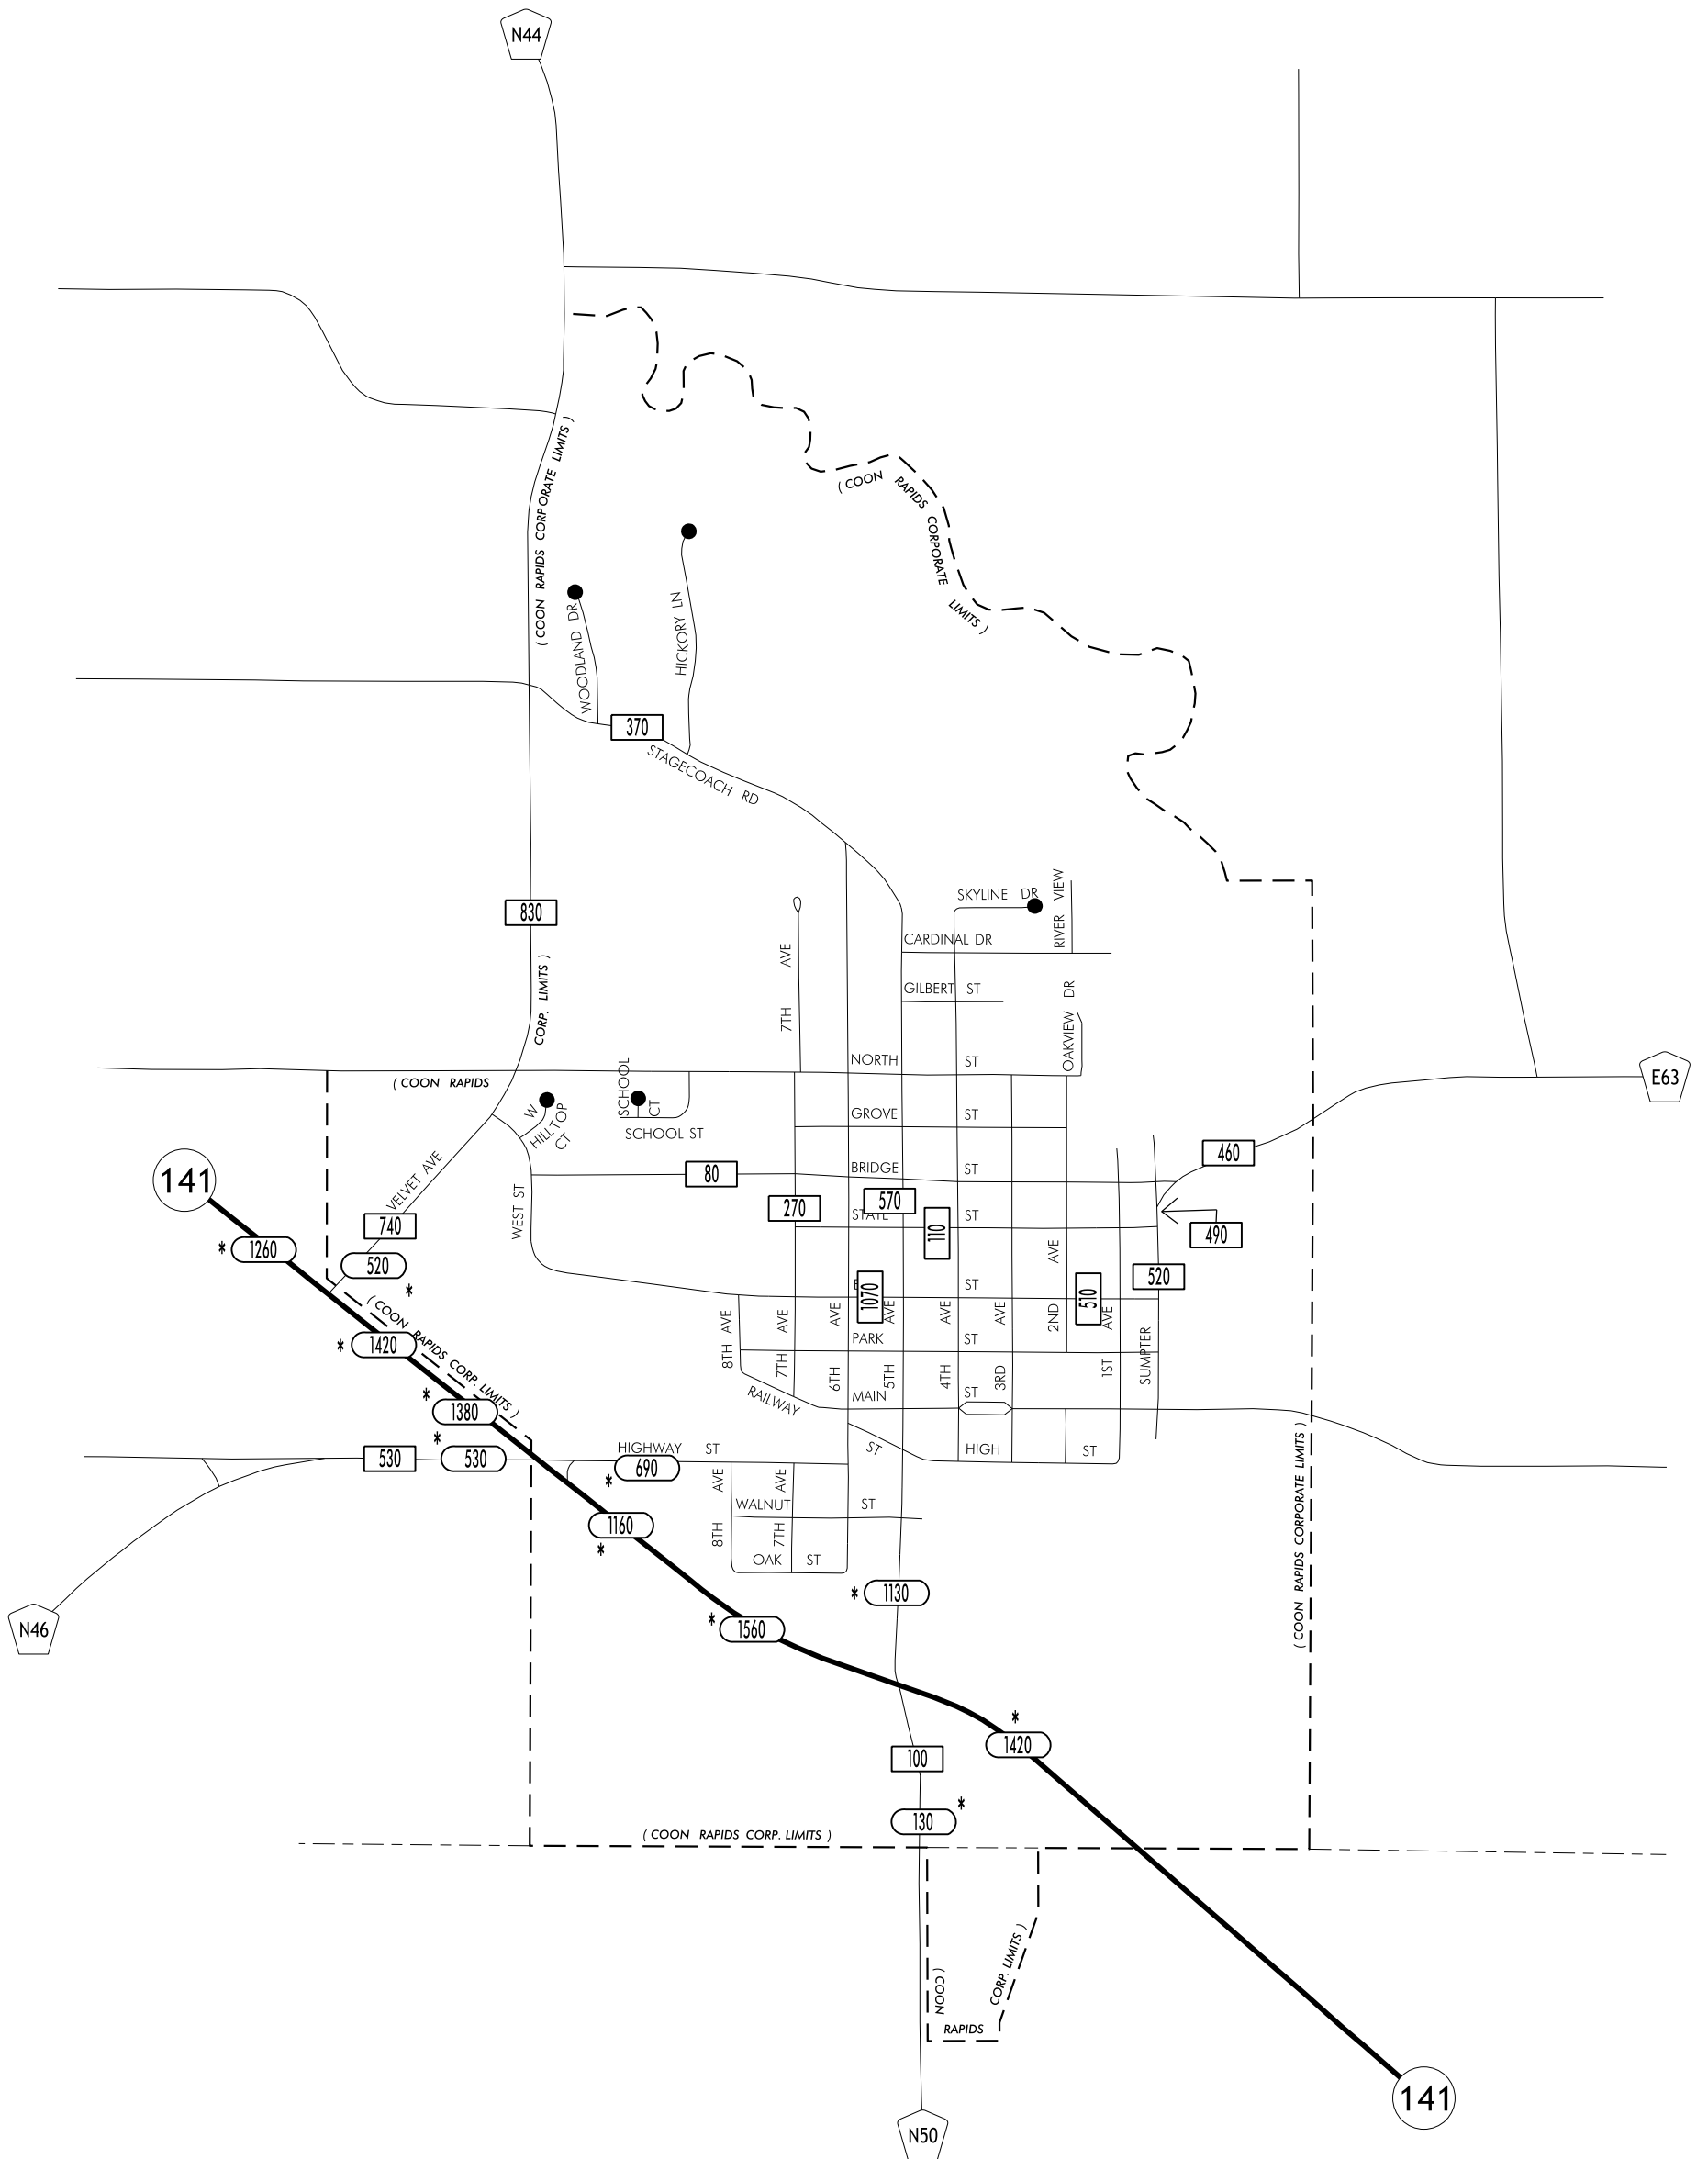 N44
( COON RAPIDS CORPORATE LIMITS )
( COON RAPIDS CORPORATE LIMITS )
WOODLAND DR
HICKORY LN
370
STAGECOACH RD
830
SKYLINE DR
RIVER VIEW
CARDINAL DR
7TH AVE
GILBERT ST
OAKVIEW DR
CORP. LIMITS )
( COON RAPIDS
NORTH ST
E63
SCHOOL CT
W HILLTOP CT
SCHOOL ST
GROVE ST
460
141
VELVET AVE
80
BRIDGE ST
WEST ST
270
570
STATE ST
110
490
740
1260
*
520
*
AVE
520
ST
1070
510
( COON RAPIDS CORP. LIMITS )
1420
*
8TH AVE
7TH AVE
6TH AVE
5TH AVE
4TH AVE
3RD AVE
2ND
1ST AVE
SUMPTER
PARK ST
RAILWAY
MAIN ST
1380
*
530
530
*
HIGHWAY ST
690
*
ST
HIGH ST
8TH AVE
7TH AVE
WALNUT ST
1160
*
OAK ST
( COON RAPIDS CORPORATE LIMITS )
1130
*
N46
1560
*
1420
*
100
130
*
( COON RAPIDS CORP. LIMITS )
( COON RAPIDS CORP. LIMITS )
141
N50